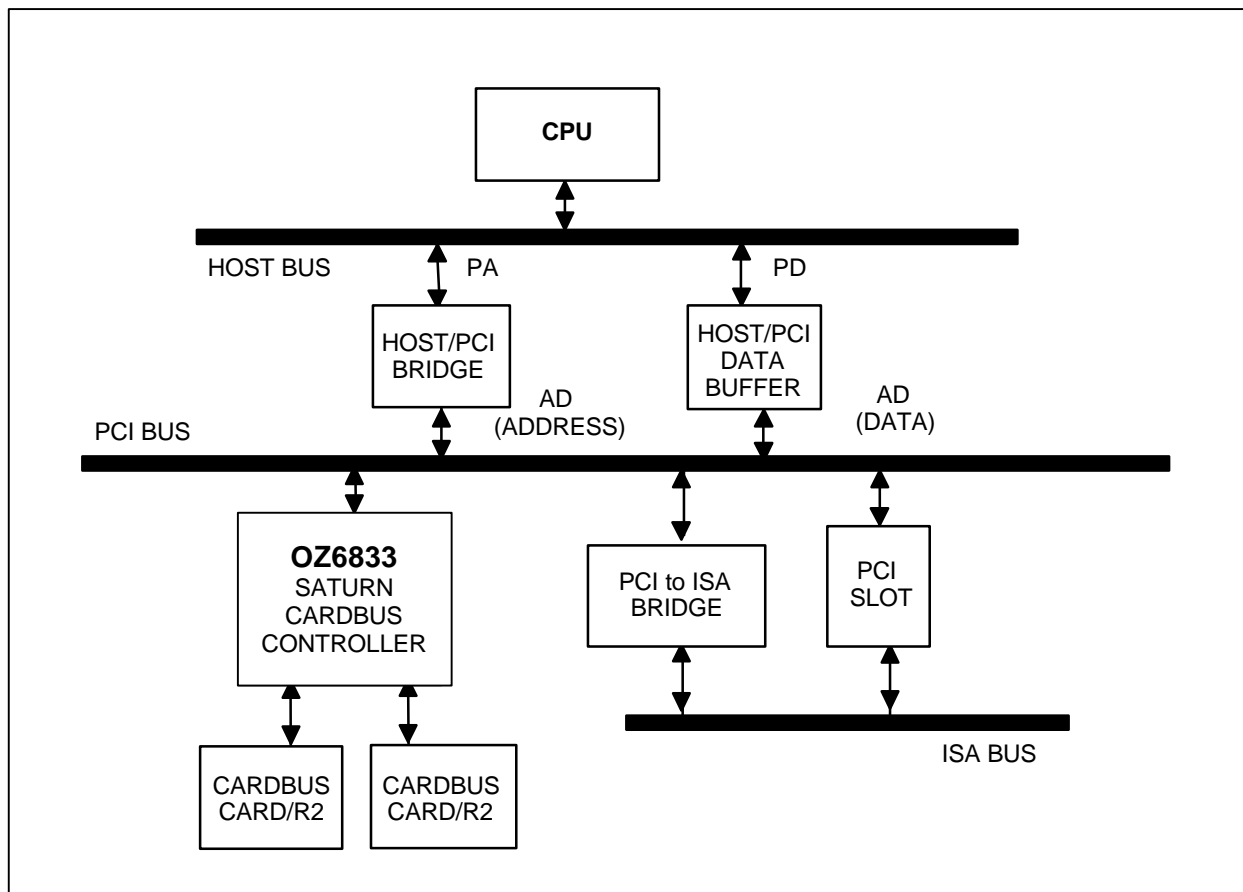 CPU
HOST BUS
PA
PD
HOST/PCI
BRIDGE
HOST/PCI
DATA
BUFFER
AD
(ADDRESS)
AD
(DATA)
PCI BUS
OZ6833
SATURN
CARDBUS
CONTROLLER
PCI to ISA
BRIDGE
PCI
SLOT
CARDBUS
CARD/R2
CARDBUS
CARD/R2
ISA BUS